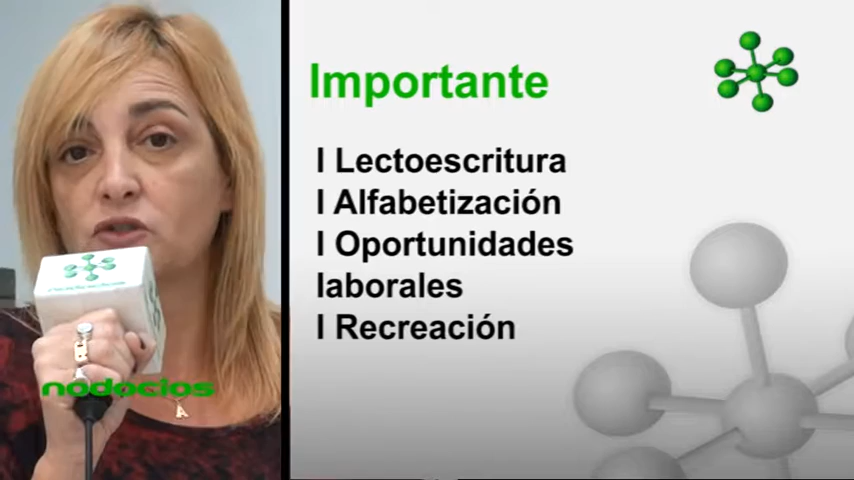 Importante
l Lectoescritura
l Alfabetización
l Oportunidades
laborales
l Recreación
nodocios
A